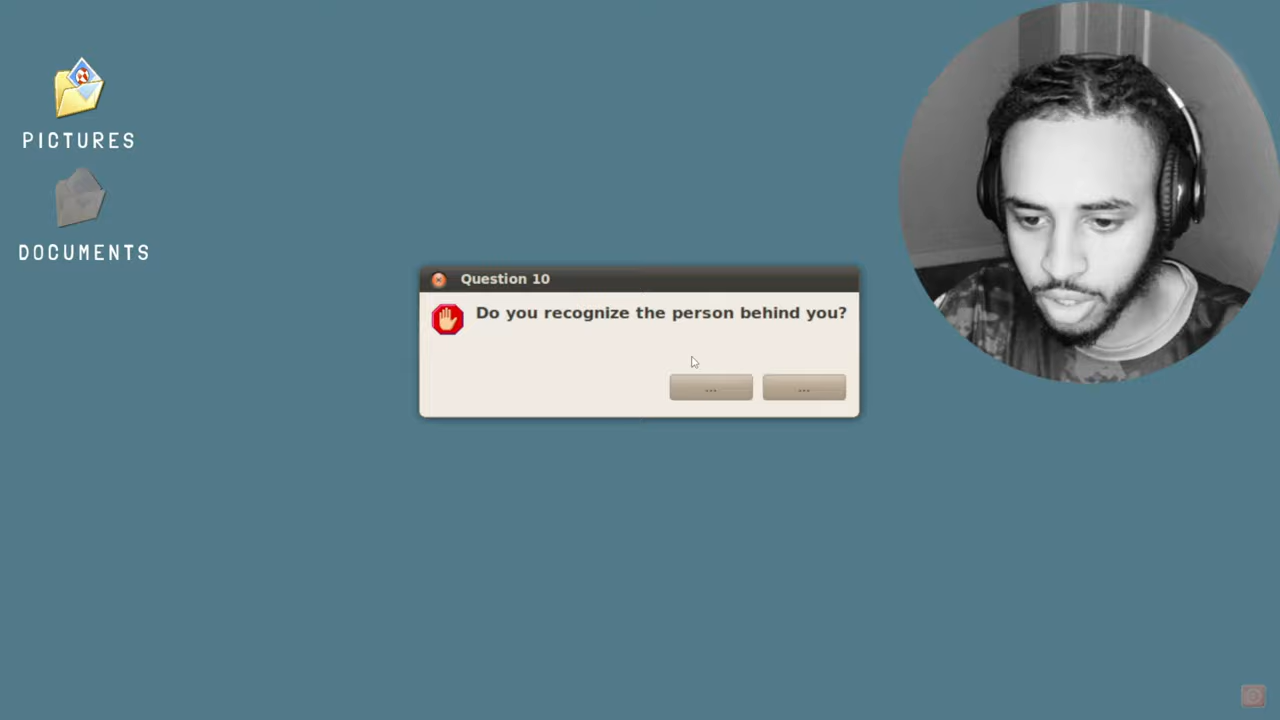 PICTURES
DOCUMENTS
Question 10
Do you recognize the person behind you?
... ...